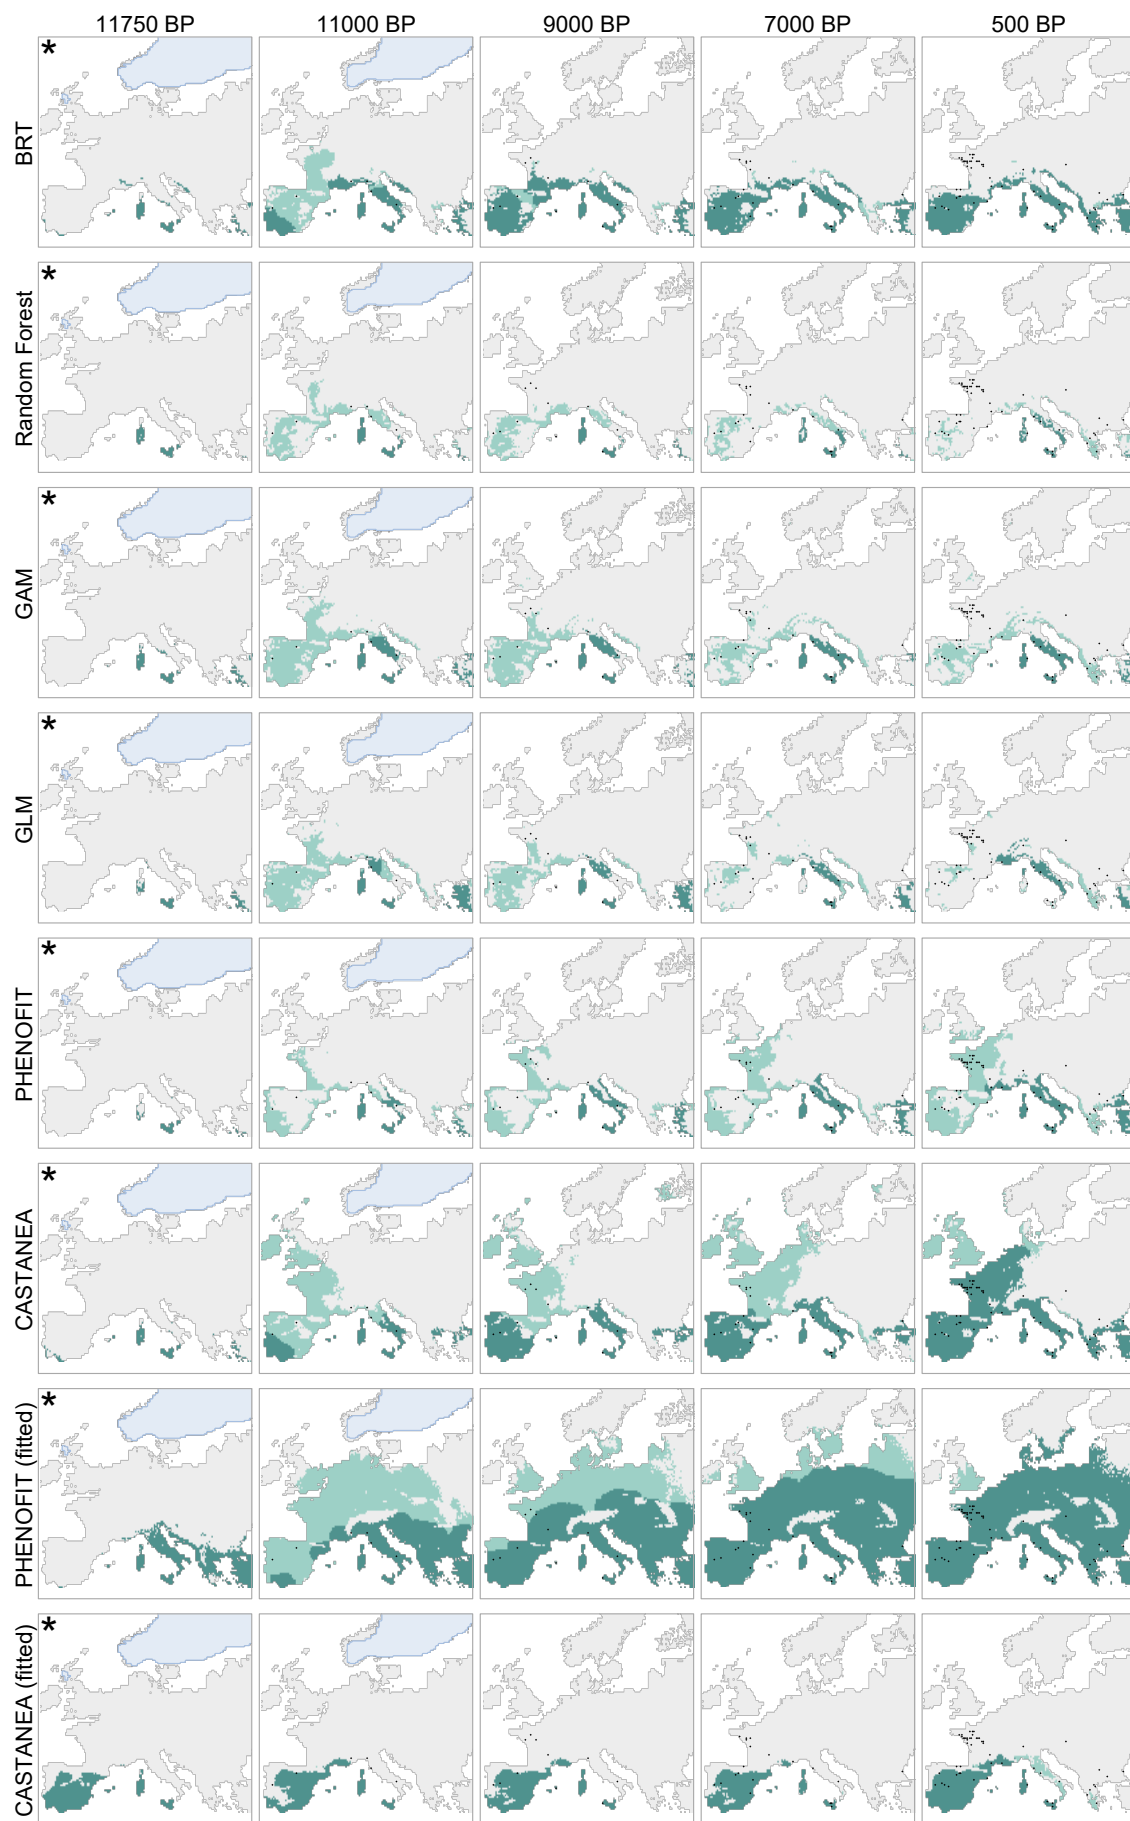 11750 BP 11000 BP 9000 BP 7000 BP 500 BP
*
BRT
*
Random Forest
*
GAM
*
GLM
*
PHENOFIT
*
CASTANEA
*
PHENOFIT (fitted)
*
CASTANEA (fitted)